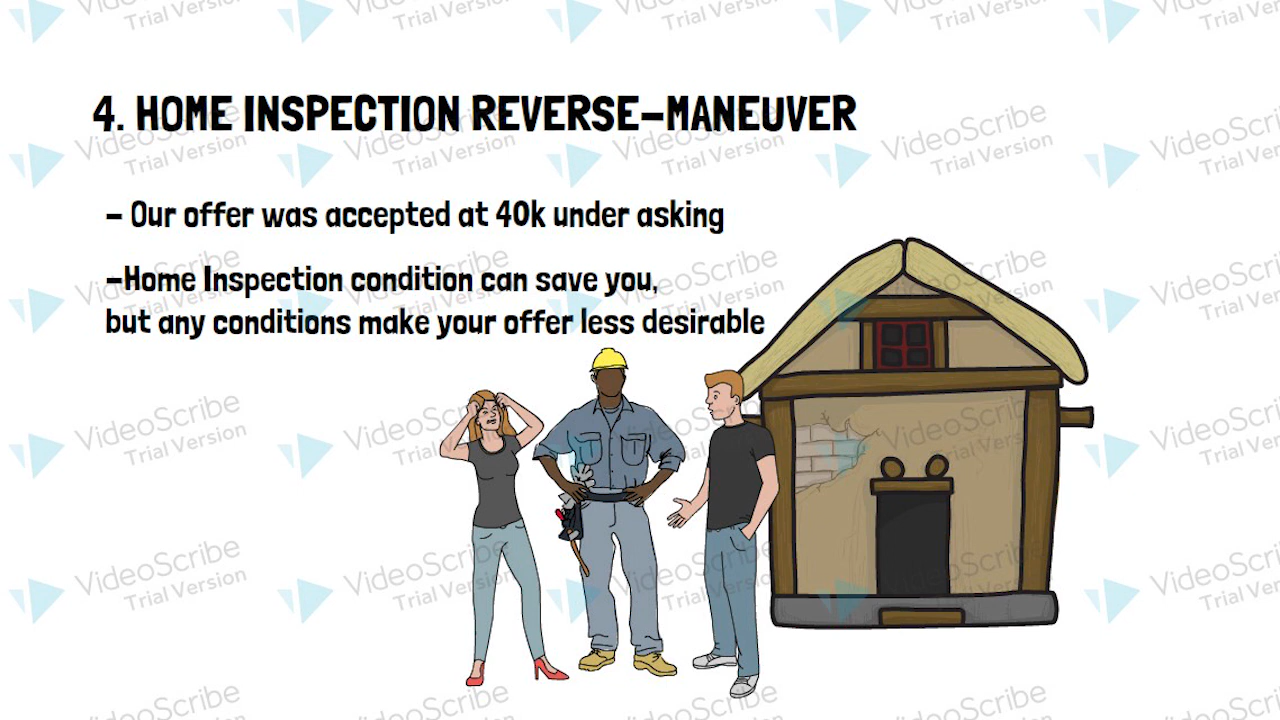 4. HOME INSPECTION REVERSE-MANEUVER
- Our offer was accepted at 40k under asking
-Home Inspection condition can save you,
but any conditions make your offer less desirable
VideoScribe
Trial Version